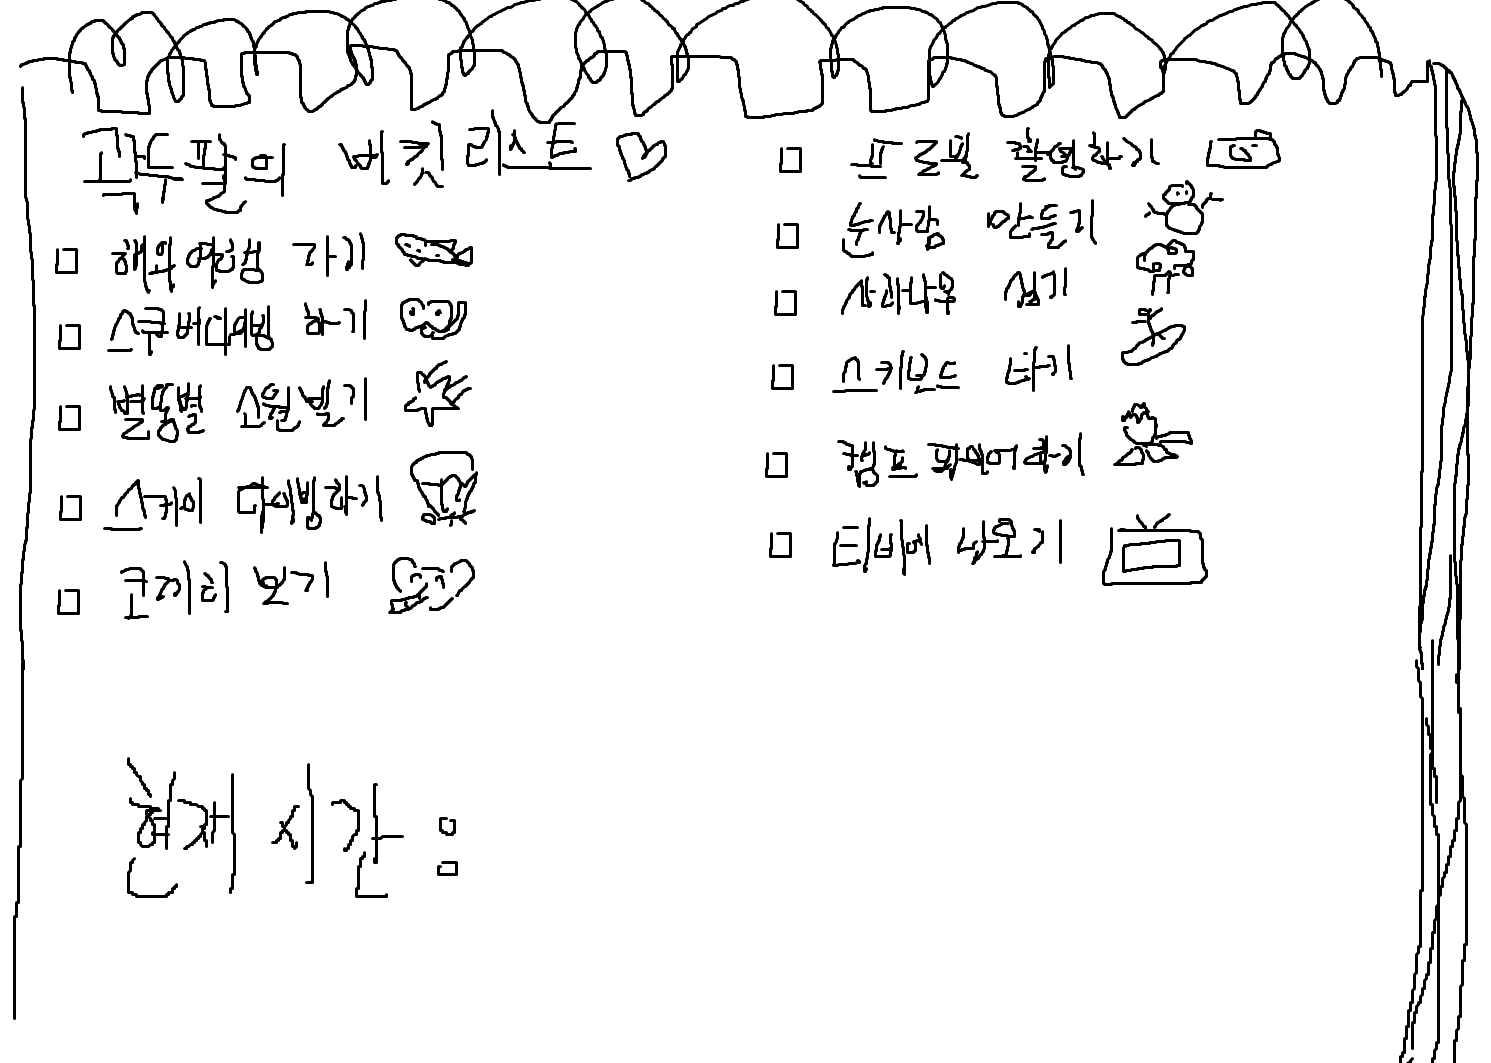 곽두팔의 버킷리스트
해외여행 가기
스쿠버다이빙 하기
별똥별 소원빌기
스카이 다이빙하기
코끼리 보기
프로필 촬영하기
눈사람 만들기
사과나무 심기
스키보드 타기
캠프 파이어하기
티비에 나오기
현재 시간 :